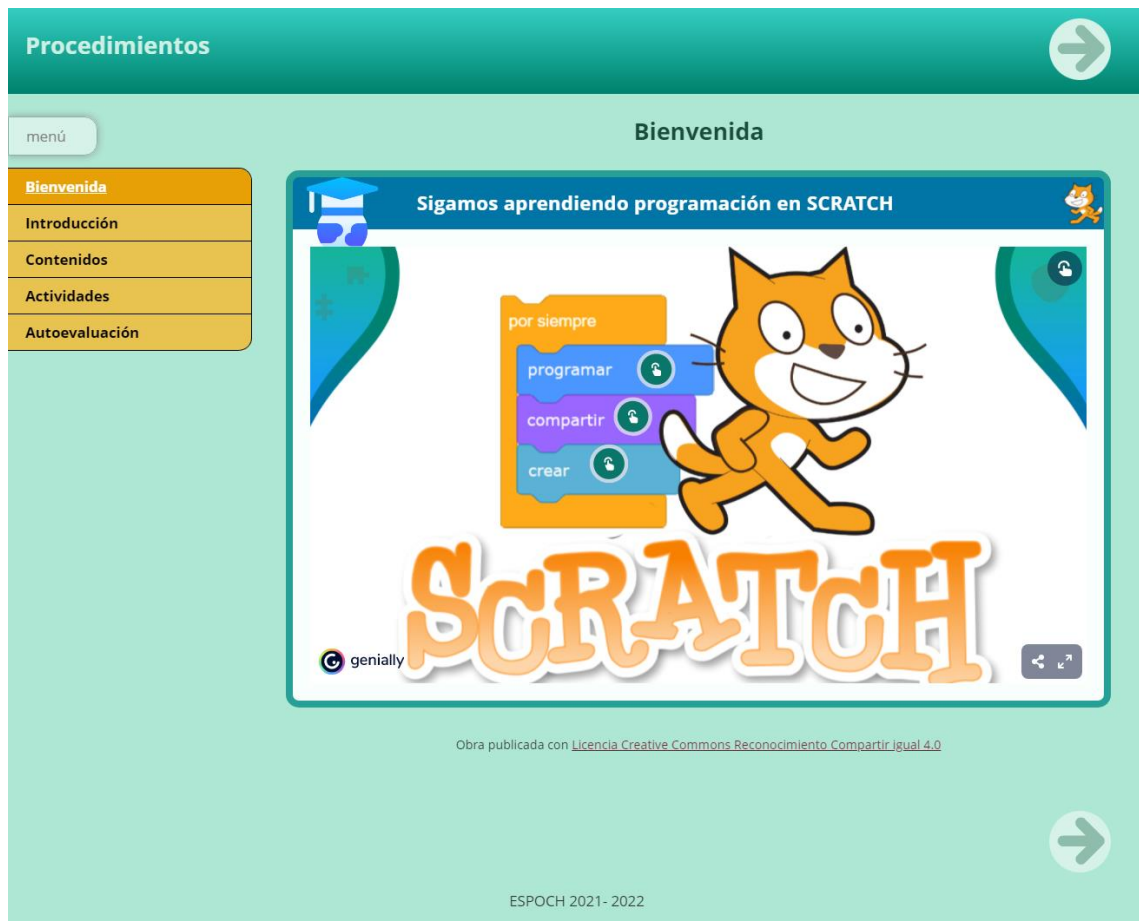 Procedimientos
menú
Bienvenida
Introducción
Contenidos
Actividades
Autoevaluación
Bienvenida
Sigamos aprendiendo programación en SCRATCH
por siempre
programar
compartir
crear
SCRATCH
genially
Obra publicada con Licencia Creative Commons Reconocimiento Compartir igual 4.0
ESPOCH 2021- 2022